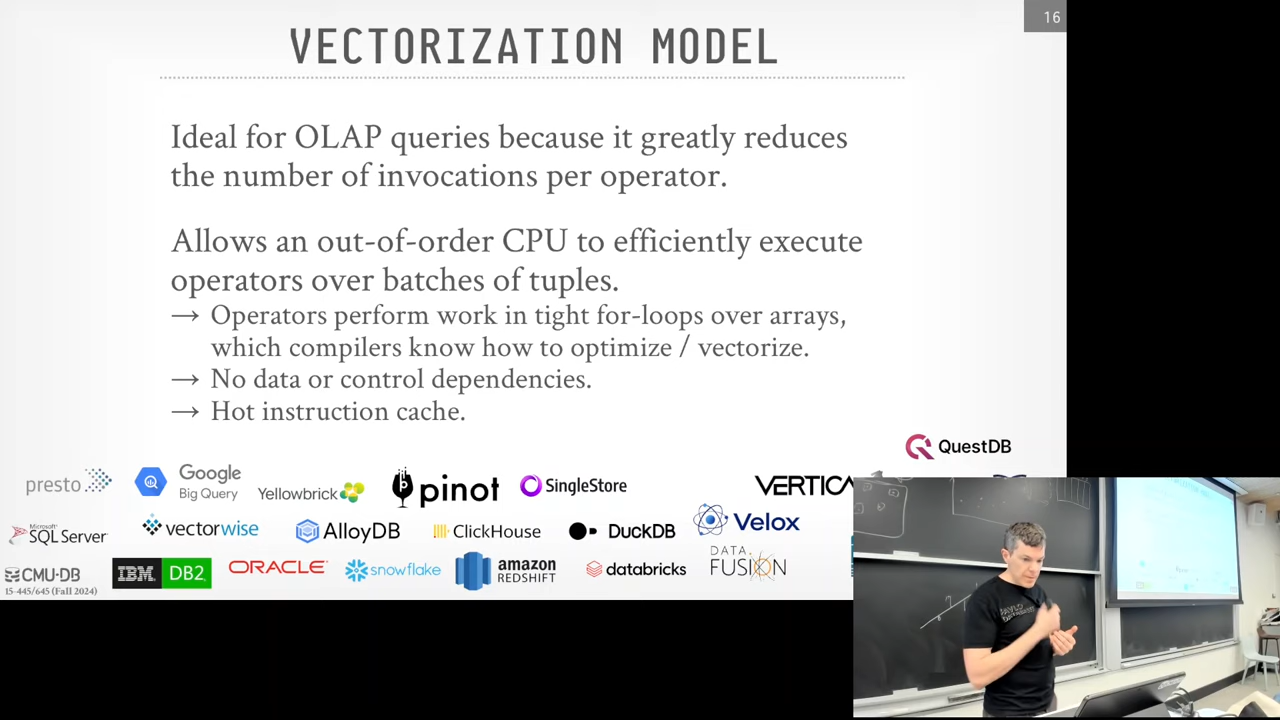 16
VECTORIZATION MODEL
Ideal for OLAP queries because it greatly reduces
the number of invocations per operator.
Allows an out-of-order CPU to efficiently execute
operators over batches of tuples.
→ Operators perform work in tight for-loops over arrays,
which compilers know how to optimize / vectorize.
→ No data or control dependencies.
→ Hot instruction cache.
QuestDB
presto
Google
Big Query
Yellowbrick
pinot
SingleStore
VERTICA
Microsoft
SQL Server
vectorwise
AlloyDB
ClickHouse
DuckDB
Velox
CMU·DB
15-445/645 (Fall 2024)
IBM DB2
ORACLE
snowflake
amazon
REDSHIFT
databricks
DATA
FUSION